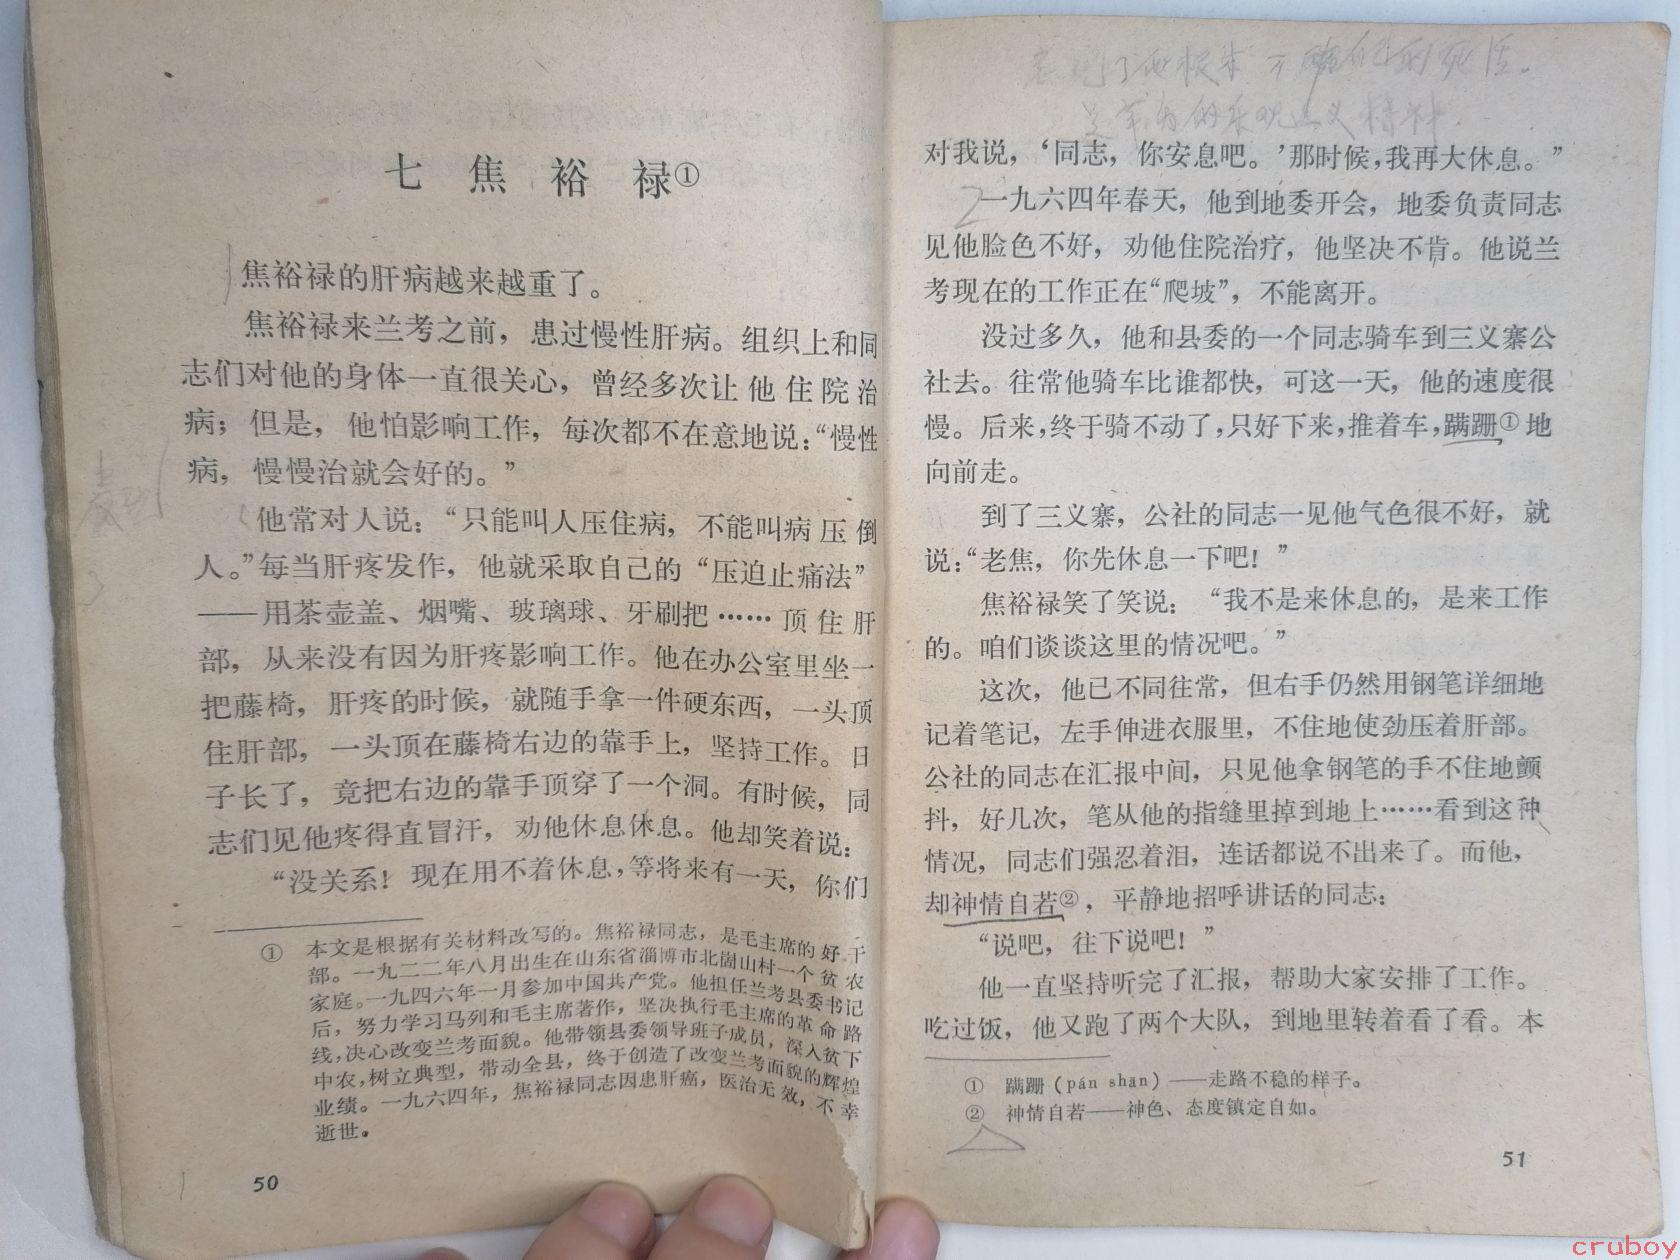 七 焦 裕 禄①
焦裕禄的肝病越来越重了。
焦裕禄来兰考之前，患过慢性肝病。组织上和同
志们对他的身体一直很关心，曾经多次让他住院治
病；但是，他怕影响工作，每次都不在意地说：“慢性
病，慢慢治就会好的。”
他常对人说：“只能叫人压住病，不能叫病压倒
人。”每当肝疼发作，他就采取自己的“压迫止痛法”
——用茶壶盖、烟嘴、玻璃球、牙刷把……顶住肝
部，从来没有因为肝疼影响工作。他在办公室里坐一
把藤椅，肝疼的时候，就随手拿一件硬东西，一头顶
住肝部，一头顶在藤椅右边的靠手上，坚持工作。日
子长了，竟把右边的靠手顶穿了一个洞。有时候，同
志们见他疼得直冒汗，劝他休息休息。他却笑着说：
“没关系！现在用不着休息，等将来有一天，你们
① 本文是根据有关材料改写的。焦裕禄同志，是毛主席的好干
部。一九二二年八月出生在山东省淄博市北崮山村一个贫农
家庭。一九四六年一月参加中国共产党。他担任兰考县委书记
后，努力学习马列和毛主席著作，坚决执行毛主席的革命路
线，决心改变兰考面貌。他带领县委领导班子成员，深入贫下
中农，树立典型，带动全县，终于创造了改变兰考面貌的辉煌
业绩。一九六四年，焦裕禄同志因患肝癌，医治无效，不幸
逝世。
50
对我说，‘同志，你安息吧。’那时候，我再大休息。”
一九六四年春天，他到地委开会，地委负责同志
见他脸色不好，劝他住院治疗，他坚决不肯。他说兰
考现在的工作正在“爬坡”，不能离开。
没过多久，他和县委的一个同志骑车到三义寨公
社去。往常他骑车比谁都快，可这一天，他的速度很
慢。后来，终于骑不动了，只好下来，推着车，蹒跚①地
向前走。
到了三义寨，公社的同志一见他气色很不好，就
说：“老焦，你先休息一下吧！”
焦裕禄笑了笑说：“我不是来休息的，是来工作
的。咱们谈谈这里的情况吧。”
这次，他已不同往常，但右手仍然用钢笔详细地
记着笔记，左手伸进衣服里，不住地使劲压着肝部。
公社的同志在汇报中间，只见他拿钢笔的手不住地颤
抖，好几次，笔从他的指缝里掉到地上……看到这种
情况，同志们强忍着泪，连话都说不出来了。而他，
却神情自若②，平静地招呼讲话的同志：
“说吧，往下说吧！”
他一直坚持听完了汇报，帮助大家安排了工作。
吃过饭，他又跑了两个大队，到地里转着看了看。本
① 蹒跚（pán shān）——走路不稳的样子。
② 神情自若——神色、态度镇定自如。
51
cruboy